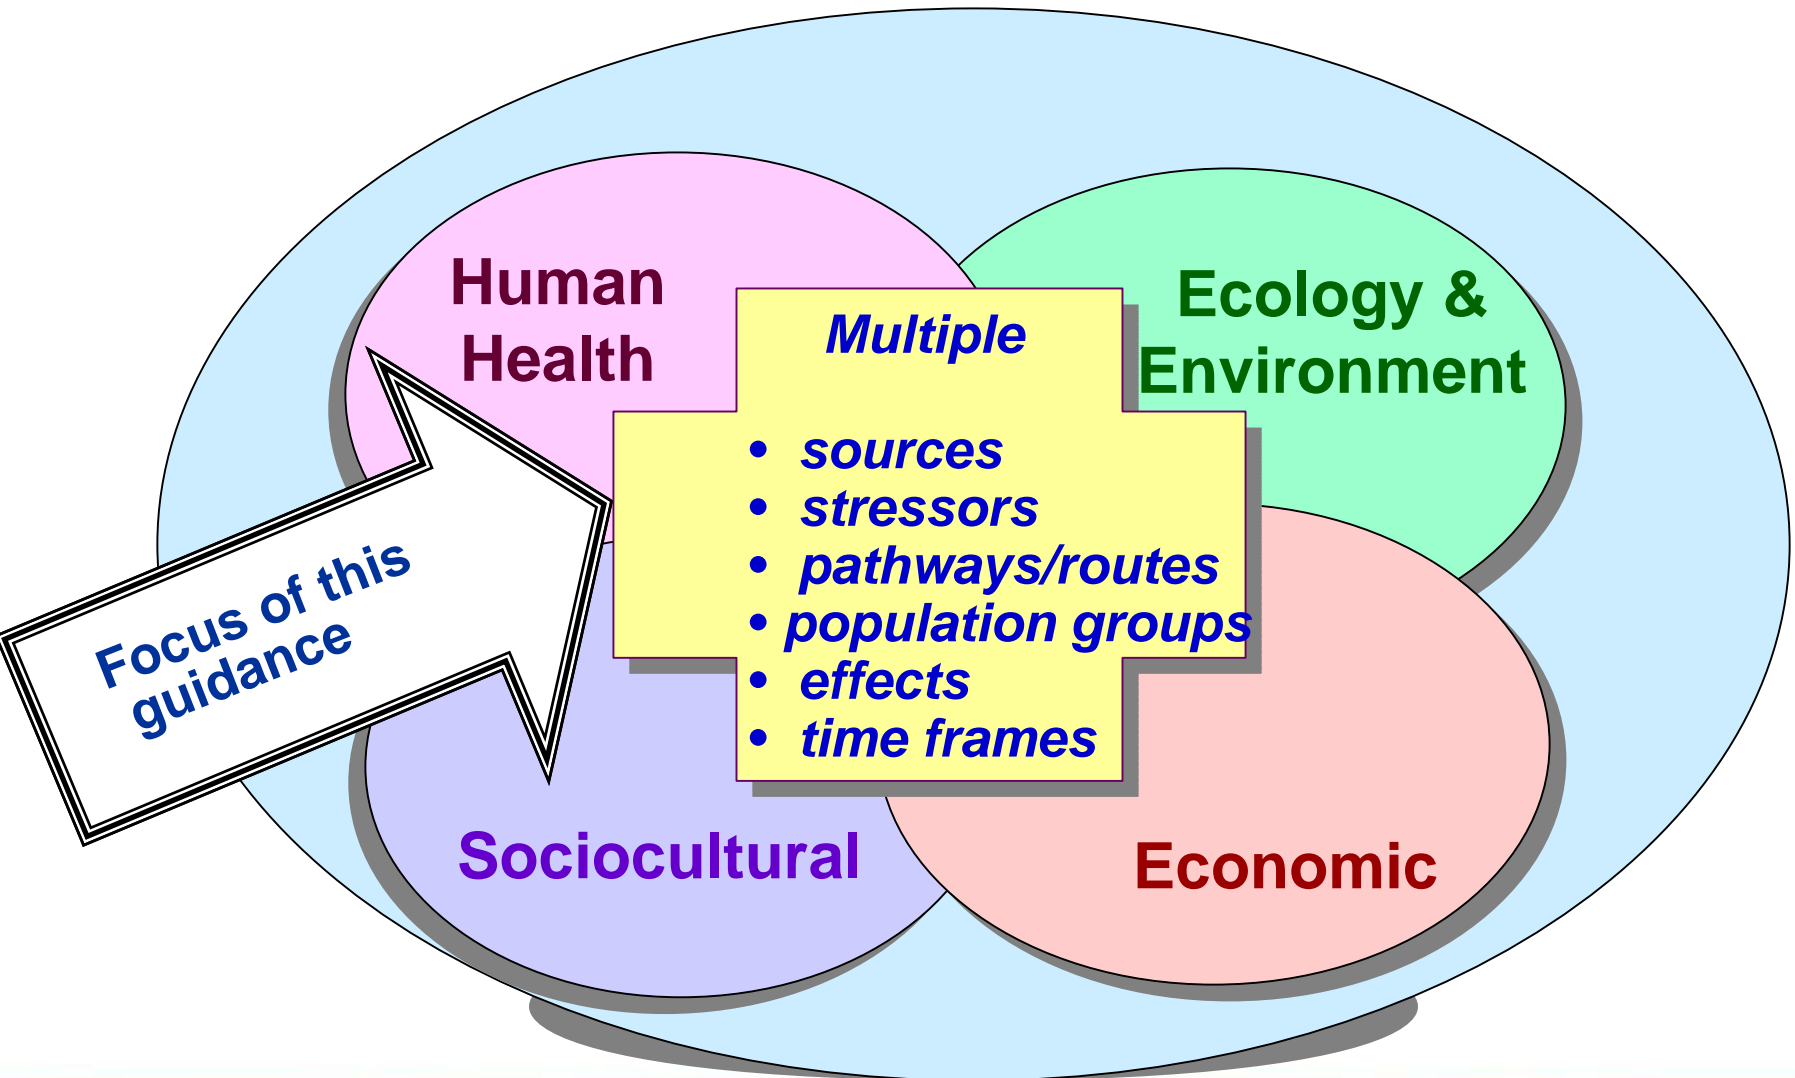 Human
Health
Ecology &
Environment
Multiple
• sources
• stressors
• pathways/routes
• population groups
• effects
• time frames
Focus of this
guidance
Sociocultural
Economic